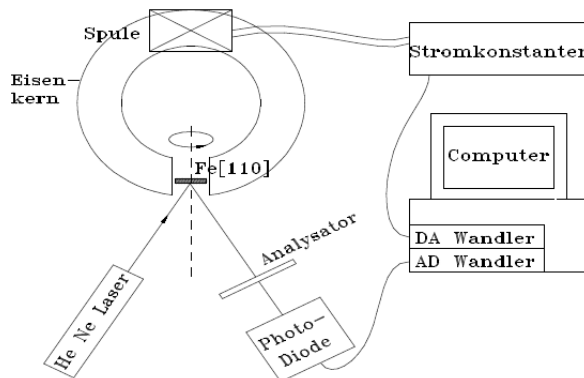 Spule
Stromkonstanter
Eisen-
kern
Fe[110]
Computer
DA Wandler
AD Wandler
Analysator
He Ne Laser
Photo-
Diode